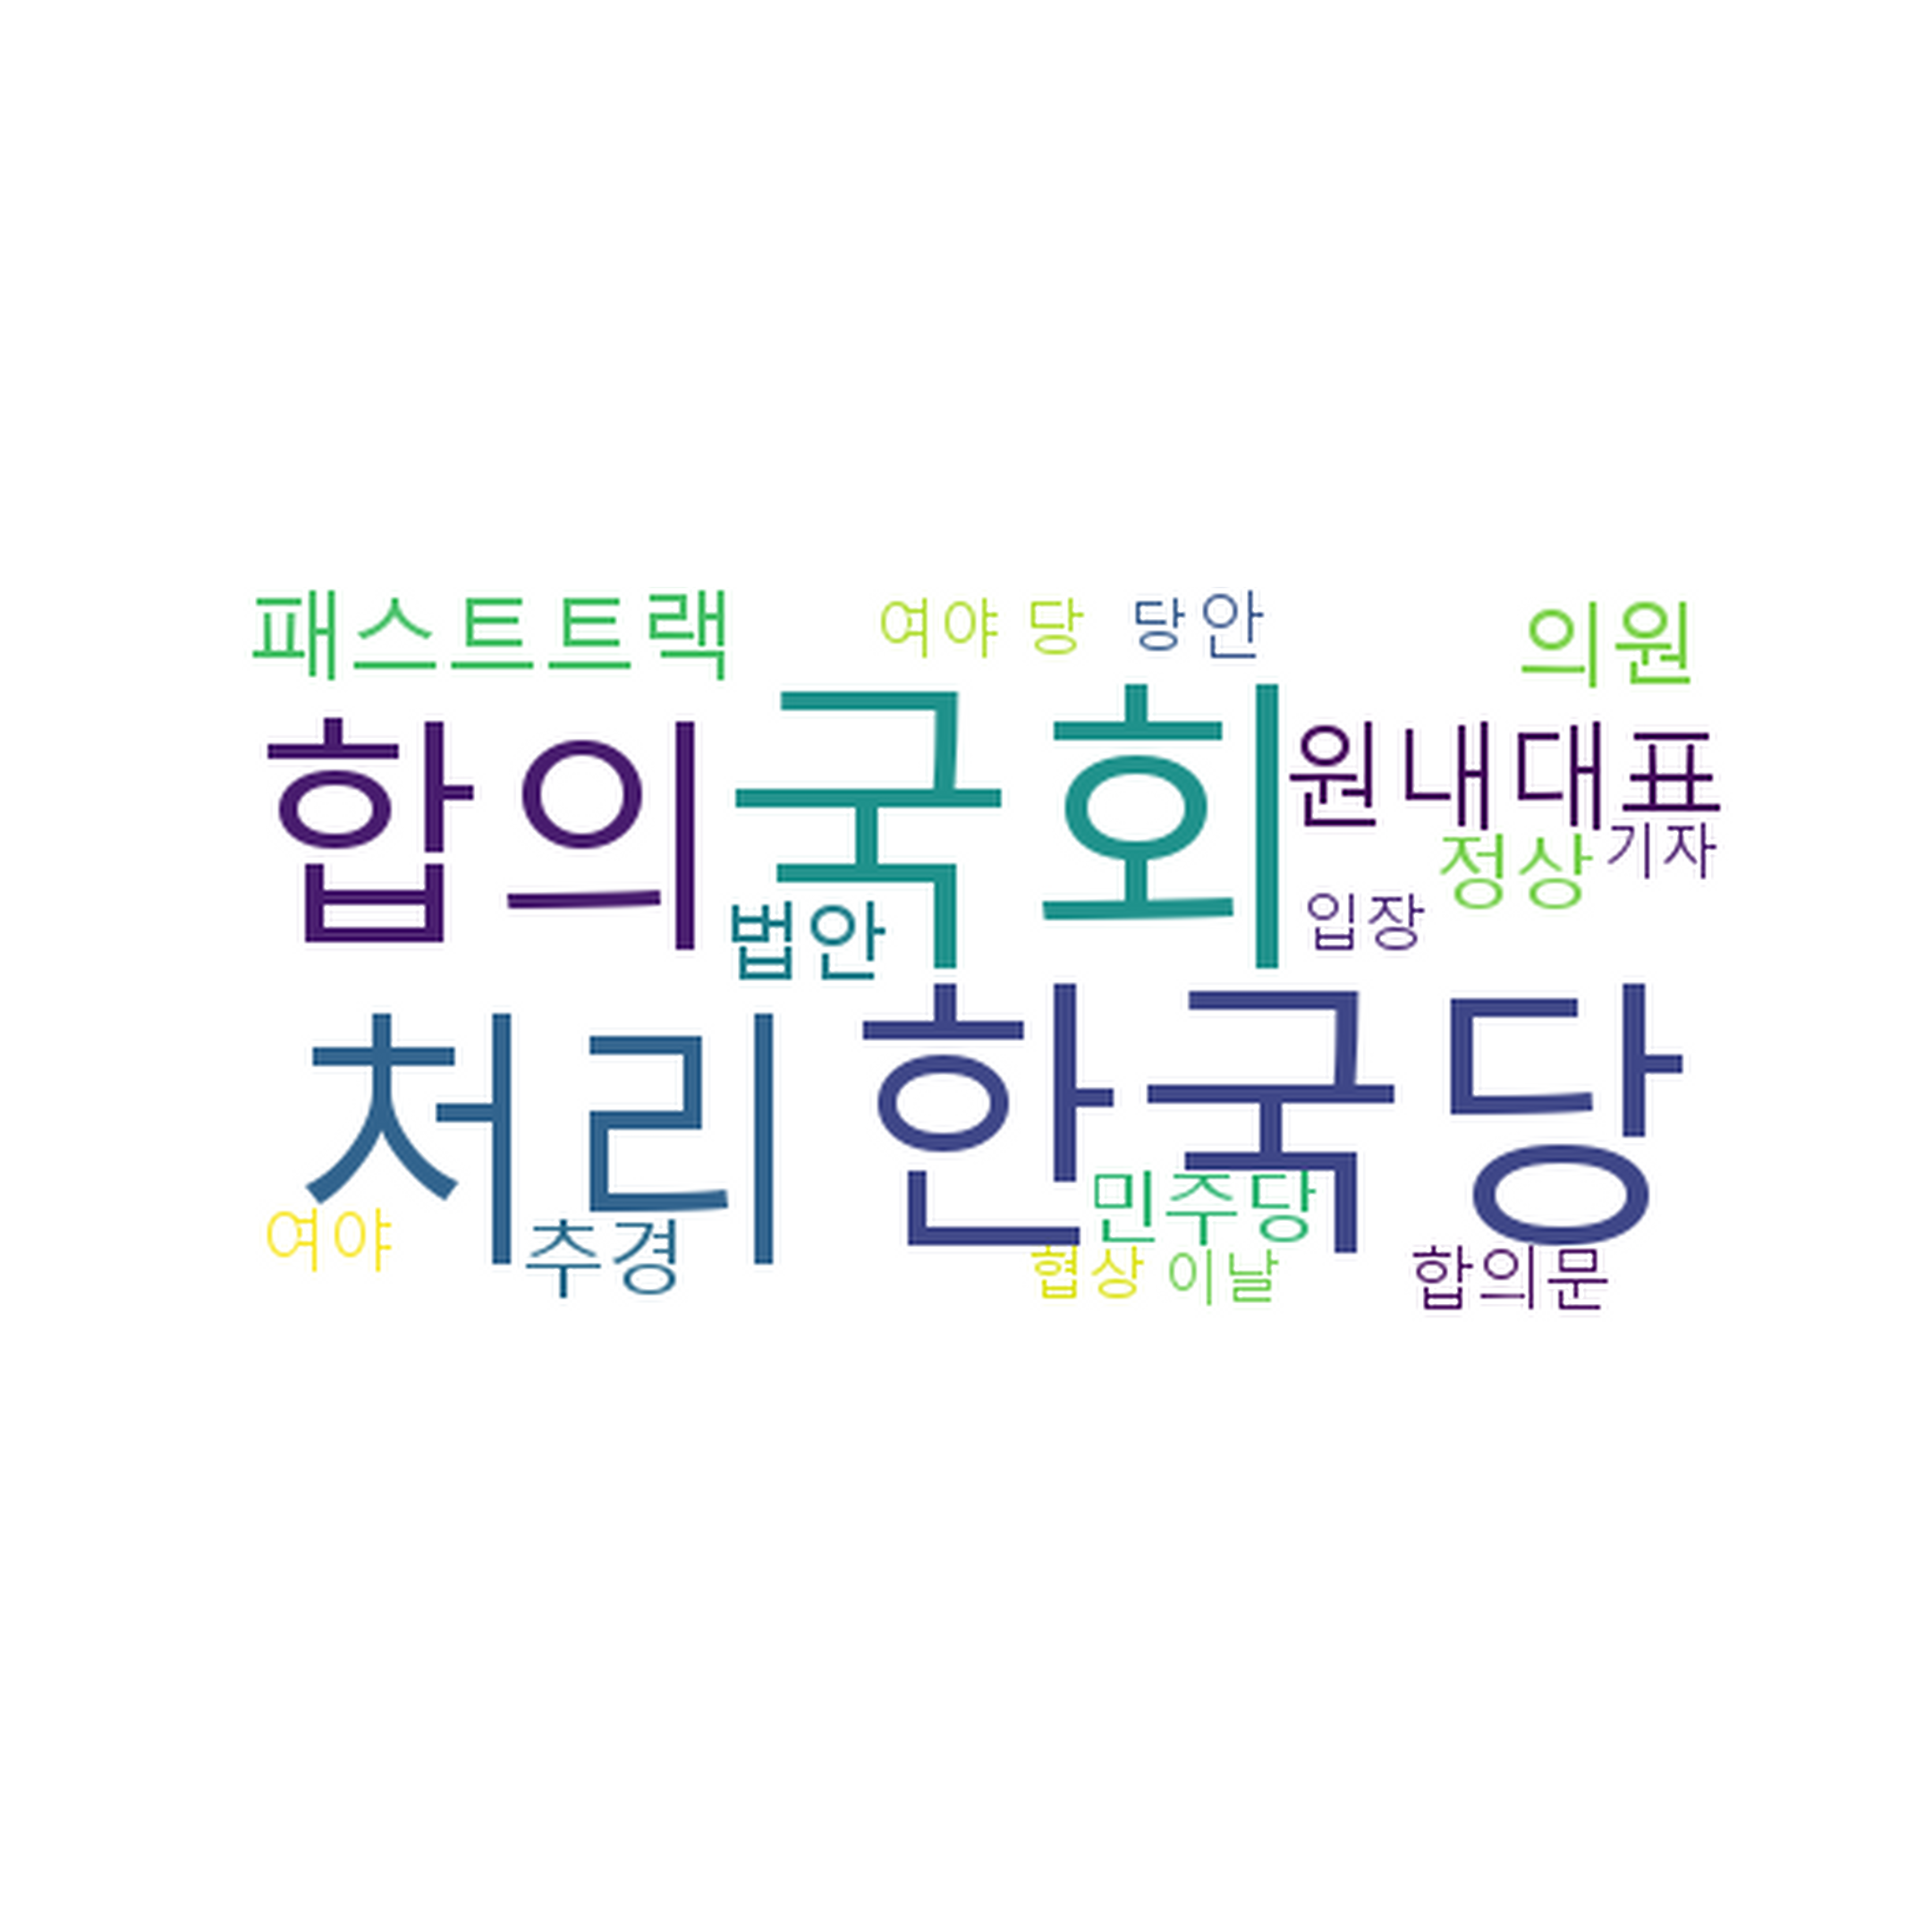 패스트트랙 여야 당 당안 의원
합의 국회 원내대표
정상 기자
법안 입장
처리 한국당
민주당
여야 추경 협상 이날 합의문